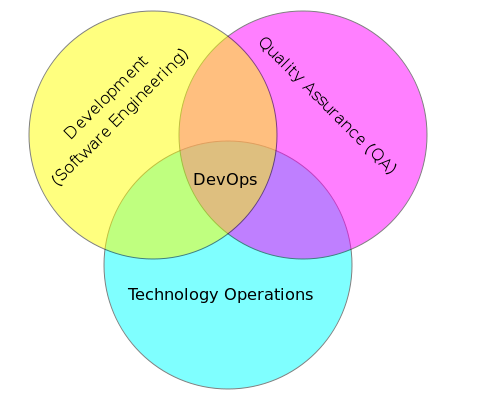 Development
(Software Engineering)
Quality Assurance (QA)
DevOps
Technology Operations